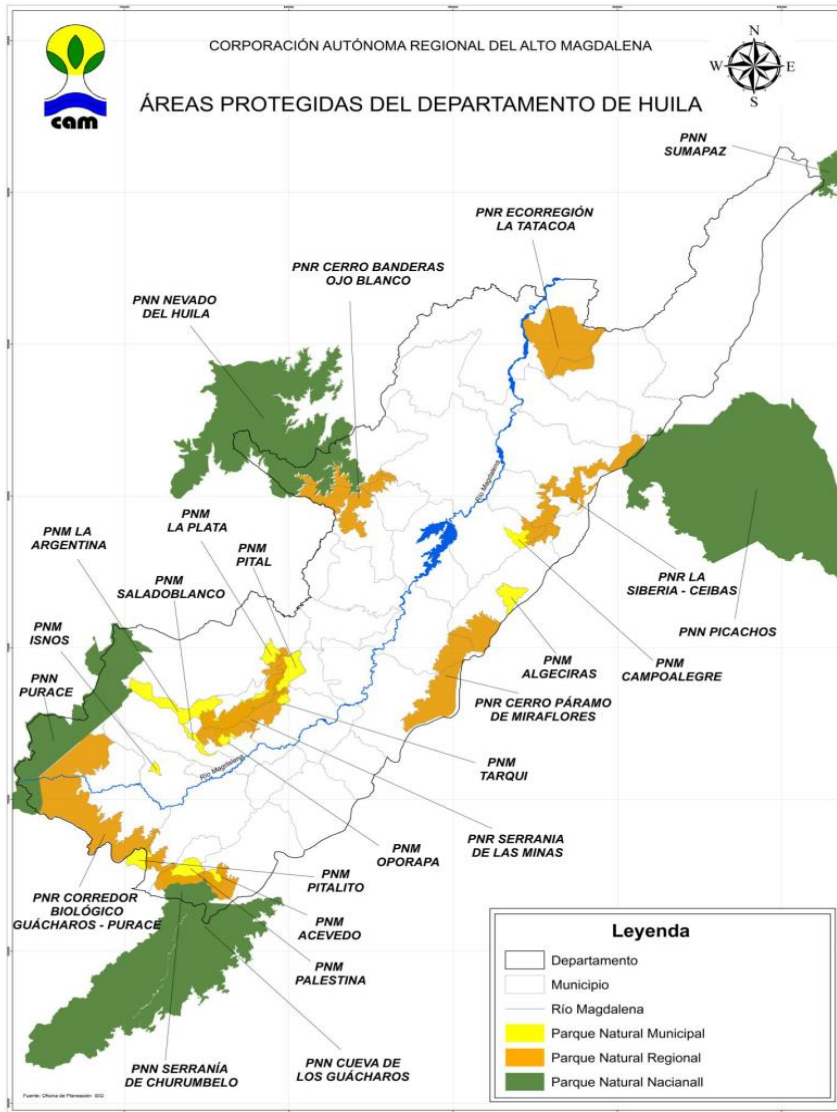 CORPORACIÓN AUTÓNOMA REGIONAL DEL ALTO MAGDALENA
cam
ÁREAS PROTEGIDAS DEL DEPARTAMENTO DE HUILA
N
W
E
S
PNN
SUMAPAZ
PNR ECORREGIÓN
LA TATACOA
PNR CERRO BANDERAS
OJO BLANCO
PNN NEVADO
DEL HUILA
Río Magdalena
PNM
LA PLATA
PNM LA
ARGENTINA
PNM
PITAL
PNM
SALADOBLANCO
PNM
ISNOS
PNN
PURACE
PNR LA
SIBERIA - CEIBAS
PNN PICACHOS
PNM
ALGECIRAS
PNM
CAMPOALEGRE
PNR CERRO PÁRAMO
DE MIRAFLORES
PNM
TARQUI
Río Magdalena
PNR SERRANIA
DE LAS MINAS
PNM
OPORAPA
PNM
PITALITO
PNR CORREDOR
BIOLÓGICO
GUÁCHAROS - PURACÉ
PNM
ACEVEDO
PNM
PALESTINA
PNN SERRANÍA
DE CHURUMBELO
PNN CUEVA DE
LOS GUÁCHAROS
Leyenda
Departamento
Municipio
Río Magdalena
Parque Natural Municipal
Parque Natural Regional
Parque Natural Nacianall
Fuente: Oficina de Planeación